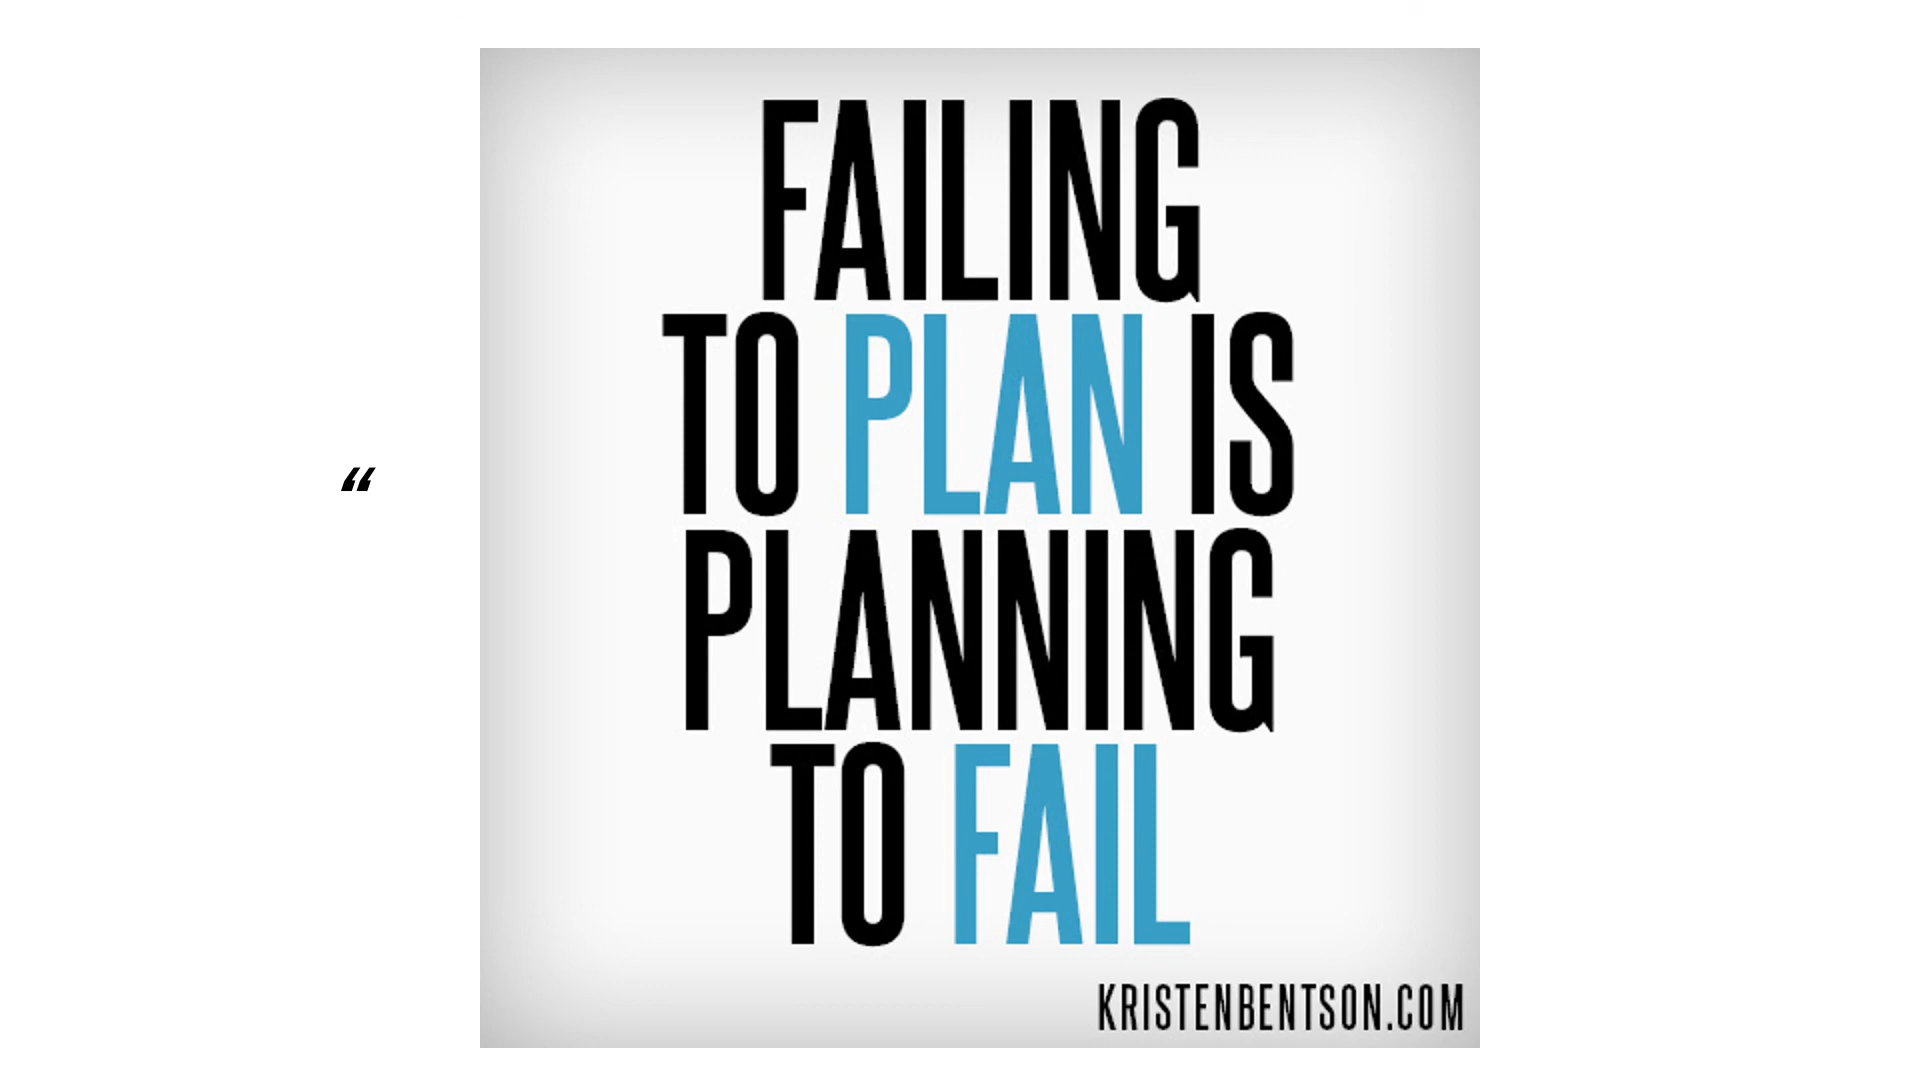 “
FAILING
TO PLAN IS
PLANNING
TO FAIL
KRISTENBENTSON.COM